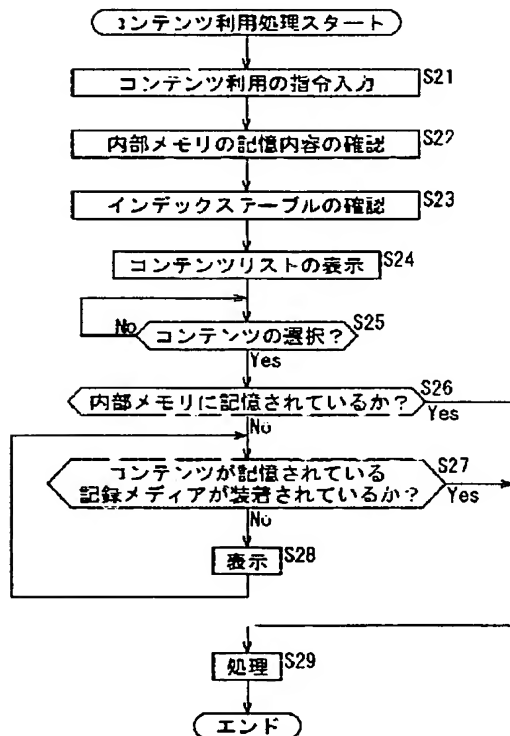 コンテンツ利用処理スタート
コンテンツ利用の指令入力 S21
内部メモリの記憶内容の確認 S22
インデックステーブルの確認 S23
コンテンツリストの表示 S24
No コンテンツの選択? S25
Yes
内部メモリに記憶されているか? S26
Yes
No
コンテンツが記憶されている S27
記録メディアが装着されているか? Yes
No
表示 S28
処理 S29
エンド